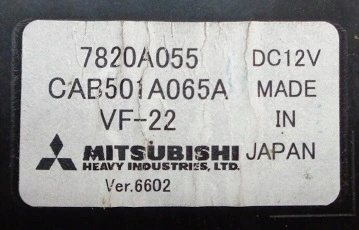 7820A055 DC12V
CAB501A065A MADE
VF-22 IN
MITSUBISHI JAPAN
HEAVY INDUSTRIES, LTD.
Ver.6602